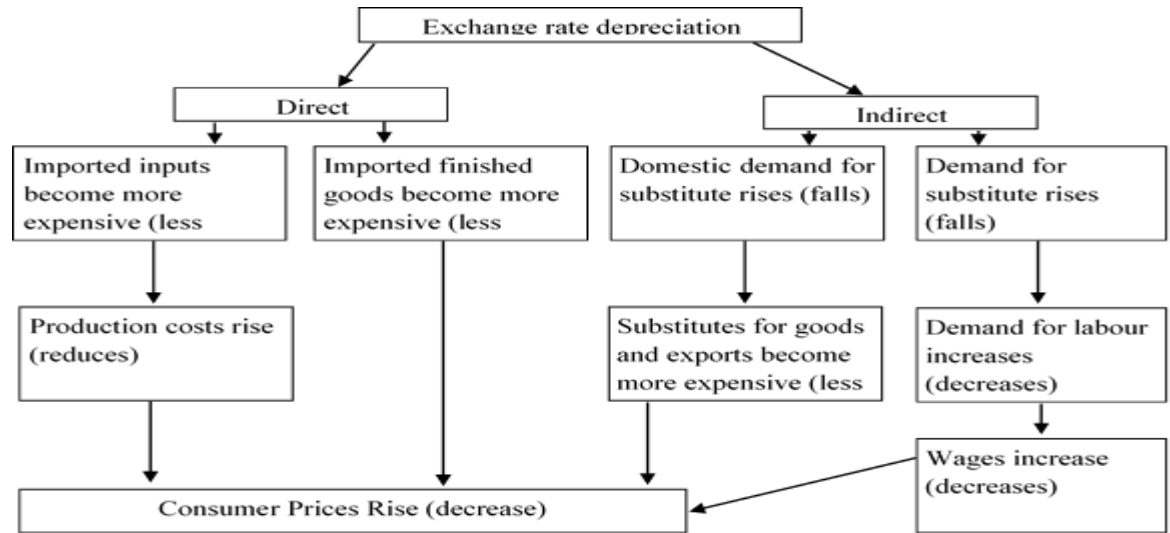 Exchange rate depreciation
Direct
Indirect
Imported inputs
become more
expensive (less
Imported finished
goods become more
expensive (less
Domestic demand for
substitute rises (falls)
Demand for
substitute rises
(falls)
Production costs rise
(reduces)
Substitutes for goods
and exports become
more expensive (less
Demand for labour
increases
(decreases)
Wages increase
(decreases)
Consumer Prices Rise (decrease)